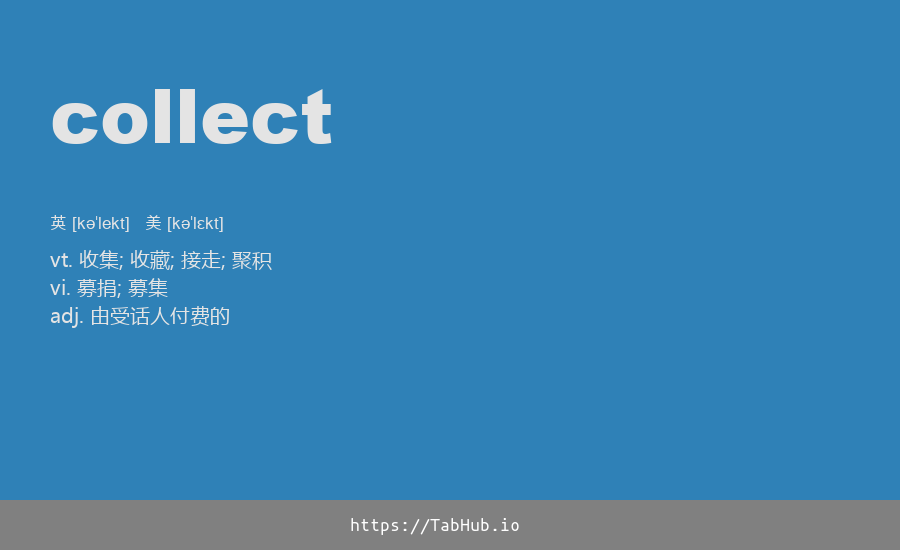 collect
英 [kə'lekt] 美 [kə'lɛkt]
vt. 收集; 收藏; 接走; 聚积
vi. 募捐; 募集
adj. 由受话人付费的
https://TabHub.io